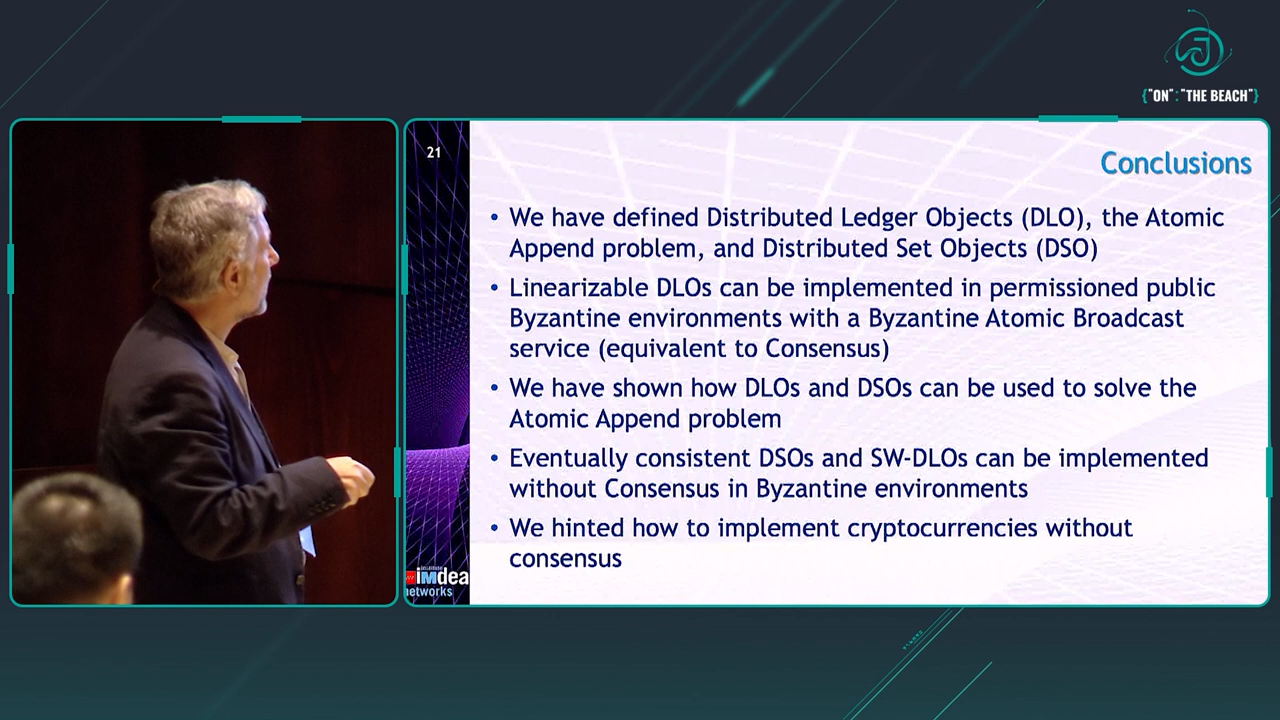 {"ON":"THE BEACH"}
21
Conclusions
• We have defined Distributed Ledger Objects (DLO), the Atomic
Append problem, and Distributed Set Objects (DSO)
• Linearizable DLOs can be implemented in permissioned public
Byzantine environments with a Byzantine Atomic Broadcast
service (equivalent to Consensus)
• We have shown how DLOs and DSOs can be used to solve the
Atomic Append problem
• Eventually consistent DSOs and SW-DLOs can be implemented
without Consensus in Byzantine environments
• We hinted how to implement cryptocurrencies without
consensus
imdea
networks